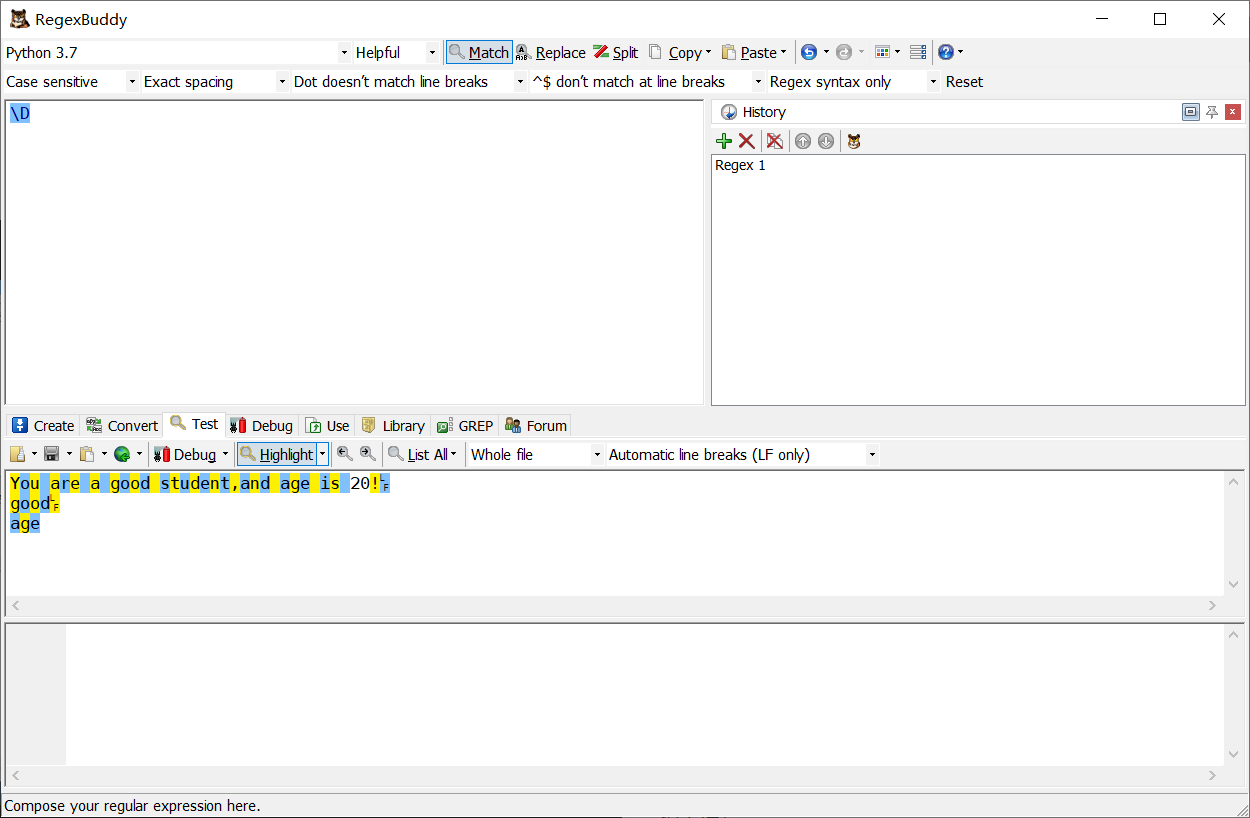 RegexBuddy
Python 3.7 Helpful Match Replace Split Copy Paste
Case sensitive Exact spacing Dot doesn't match line breaks ^$ don't match at line breaks Regex syntax only Reset
\D
History
Regex 1
Create Convert Test Debug Use Library GREP Forum
Debug Highlight List All Whole file Automatic line breaks (LF only)
You are a good student,and age is 20!␊
good␊
age
Compose your regular expression here.